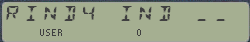 RIND4 IND _ _
USER 0